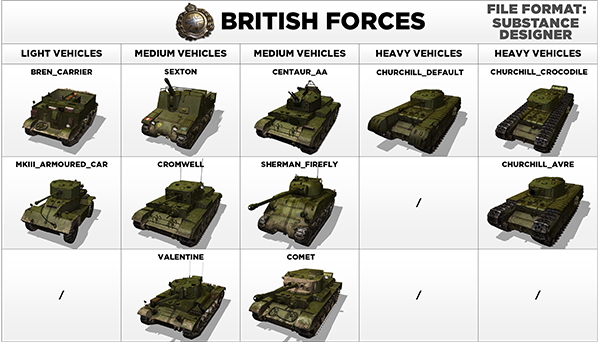 BRITISH FORCES
FILE FORMAT:
SUBSTANCE
DESIGNER
LIGHT VEHICLES MEDIUM VEHICLES MEDIUM VEHICLES HEAVY VEHICLES HEAVY VEHICLES
BREN_CARRIER SEXTON CENTAUR_AA CHURCHILL_DEFAULT CHURCHILL_CROCODILE
MKIII_ARMOURED_CAR CROMWELL SHERMAN_FIREFLY / CHURCHILL_AVRE
/ VALENTINE COMET / /